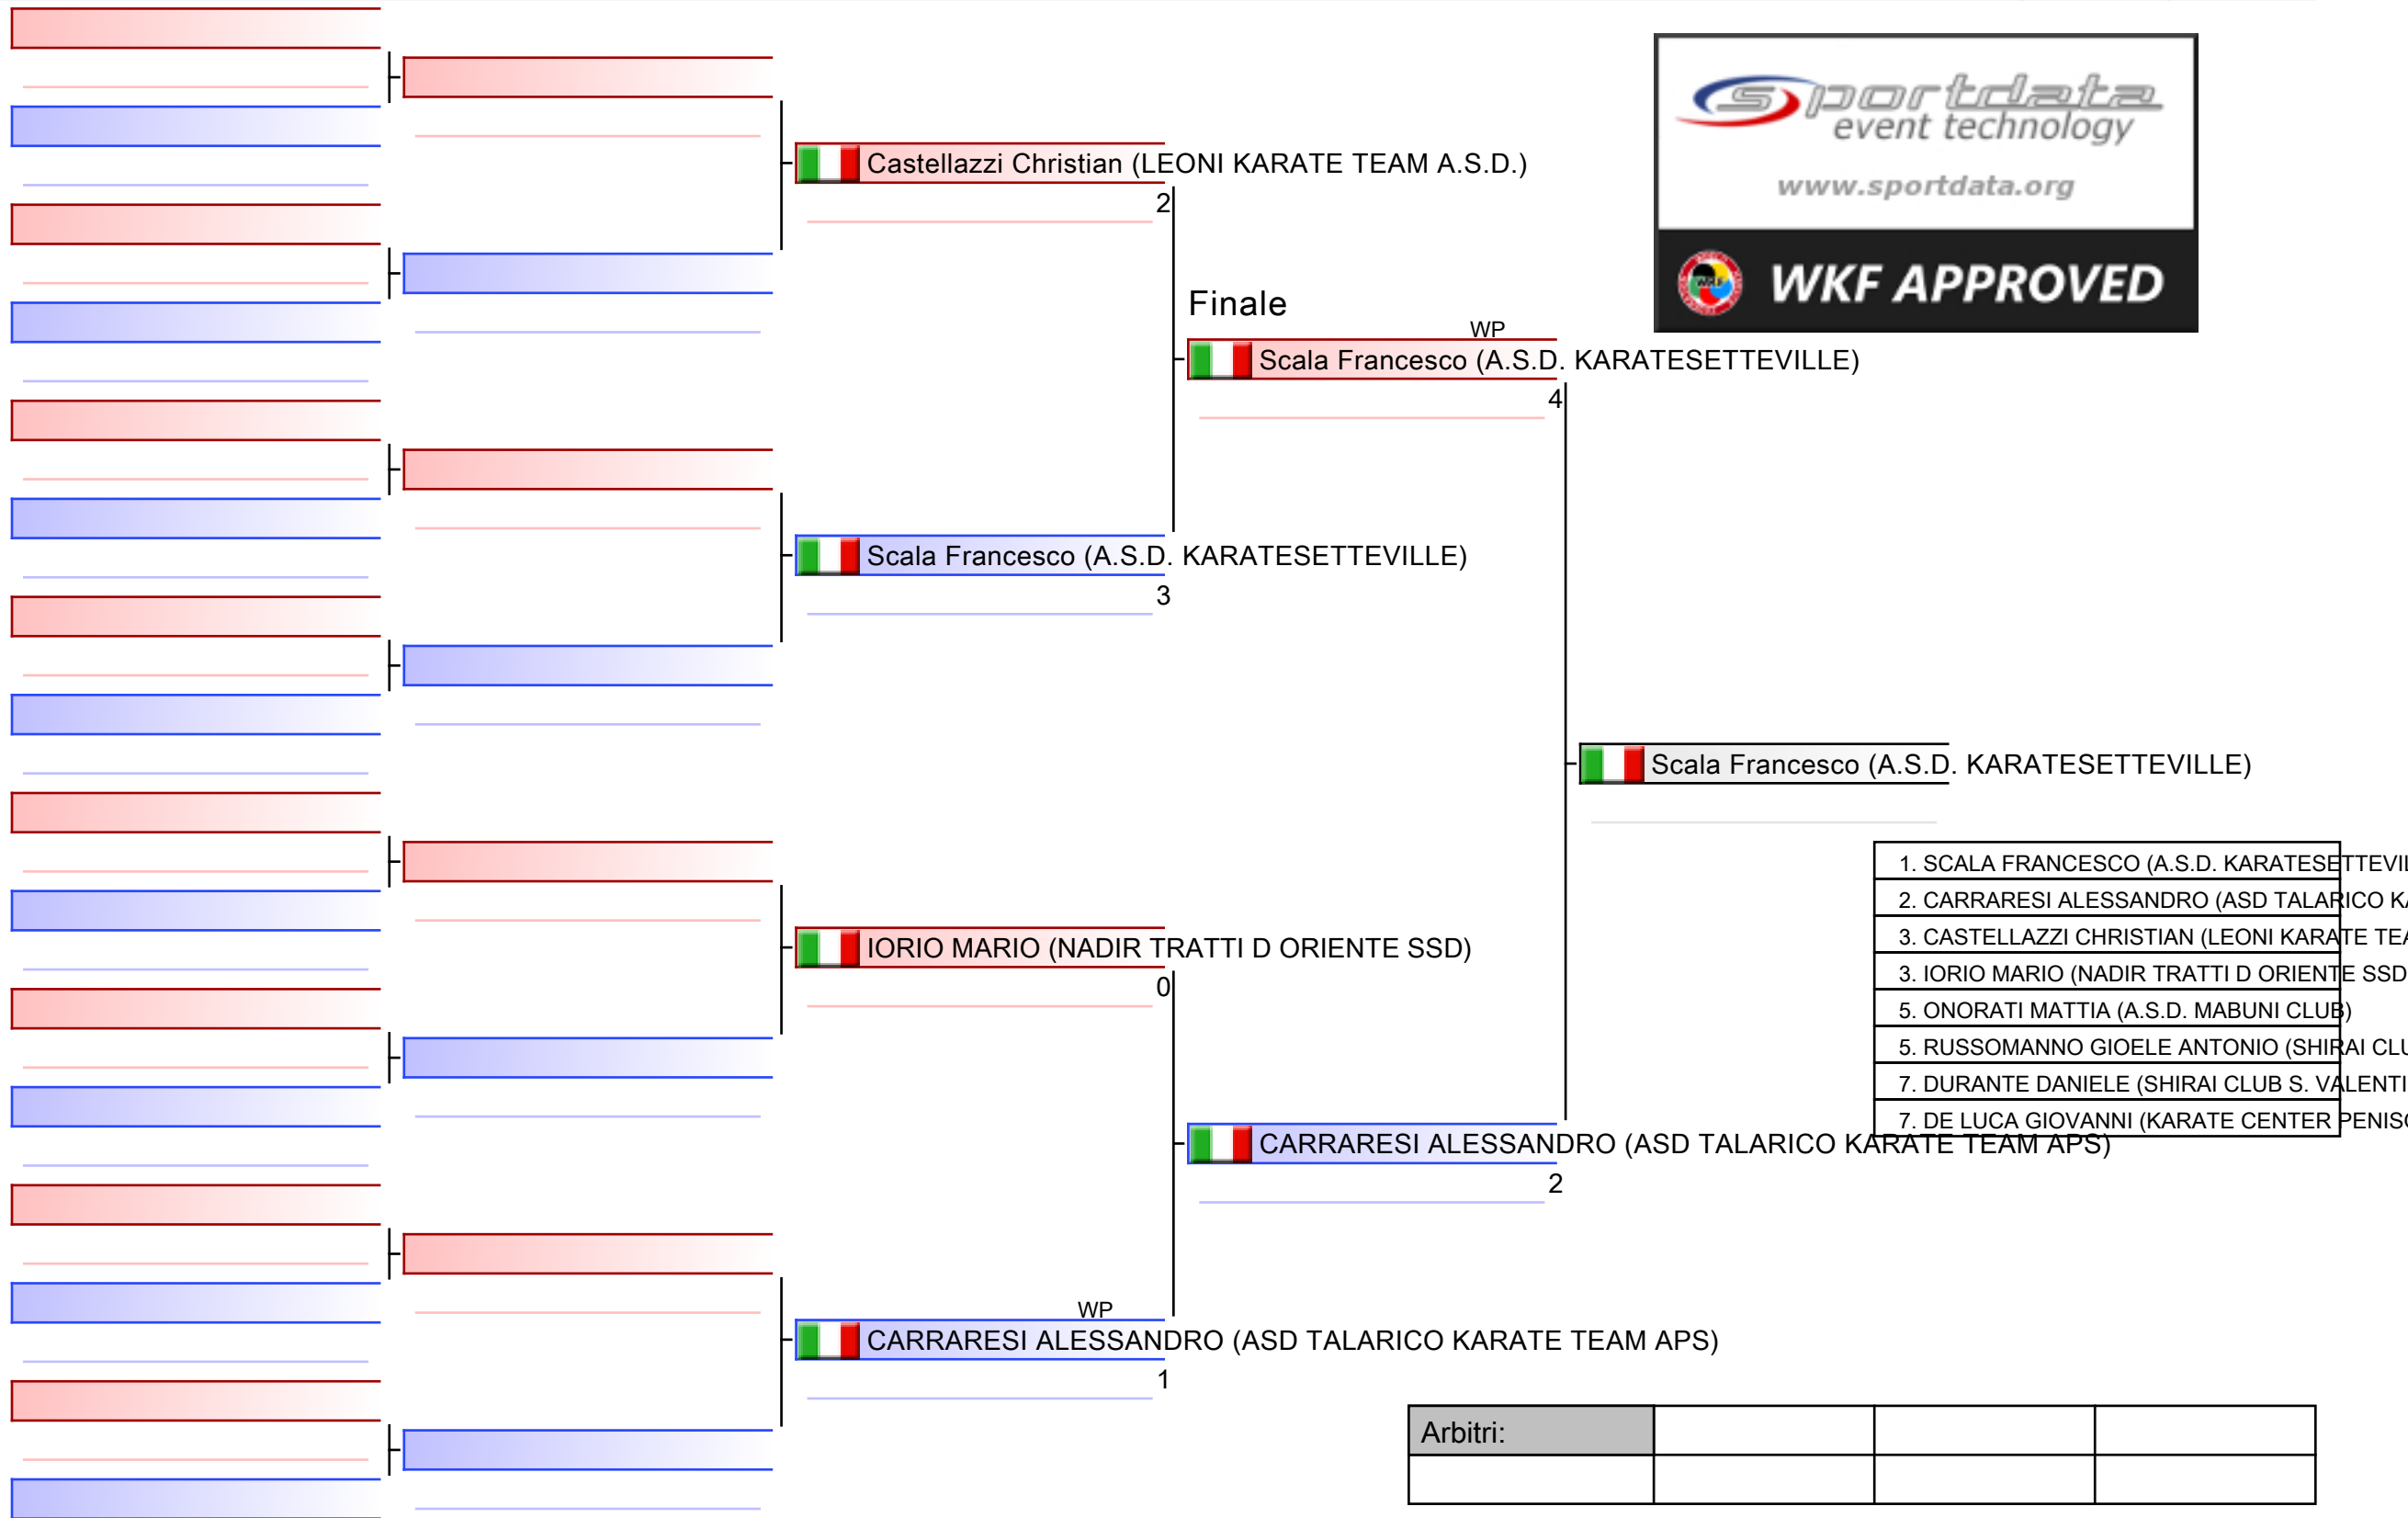 sportdata
event technology
www.sportdata.org
WKF APPROVED
Castellazzi Christian (LEONI KARATE TEAM A.S.D.)
2
Finale
WP
Scala Francesco (A.S.D. KARATESETTEVILLE)
4
Scala Francesco (A.S.D. KARATESETTEVILLE)
3
Scala Francesco (A.S.D. KARATESETTEVILLE)
1. SCALA FRANCESCO (A.S.D. KARATESETTEVIL
2. CARRARESI ALESSANDRO (ASD TALARICO KA
3. CASTELLAZZI CHRISTIAN (LEONI KARATE TEA
3. IORIO MARIO (NADIR TRATTI D ORIENTE SSD
5. ONORATI MATTIA (A.S.D. MABUNI CLUB)
5. RUSSOMANNO GIOELE ANTONIO (SHIRAI CLU
7. DURANTE DANIELE (SHIRAI CLUB S. VALENTI
7. DE LUCA GIOVANNI (KARATE CENTER PENISO
IORIO MARIO (NADIR TRATTI D ORIENTE SSD)
0
CARRARESI ALESSANDRO (ASD TALARICO KARATE TEAM APS)
2
WP
CARRARESI ALESSANDRO (ASD TALARICO KARATE TEAM APS)
1
Arbitri: